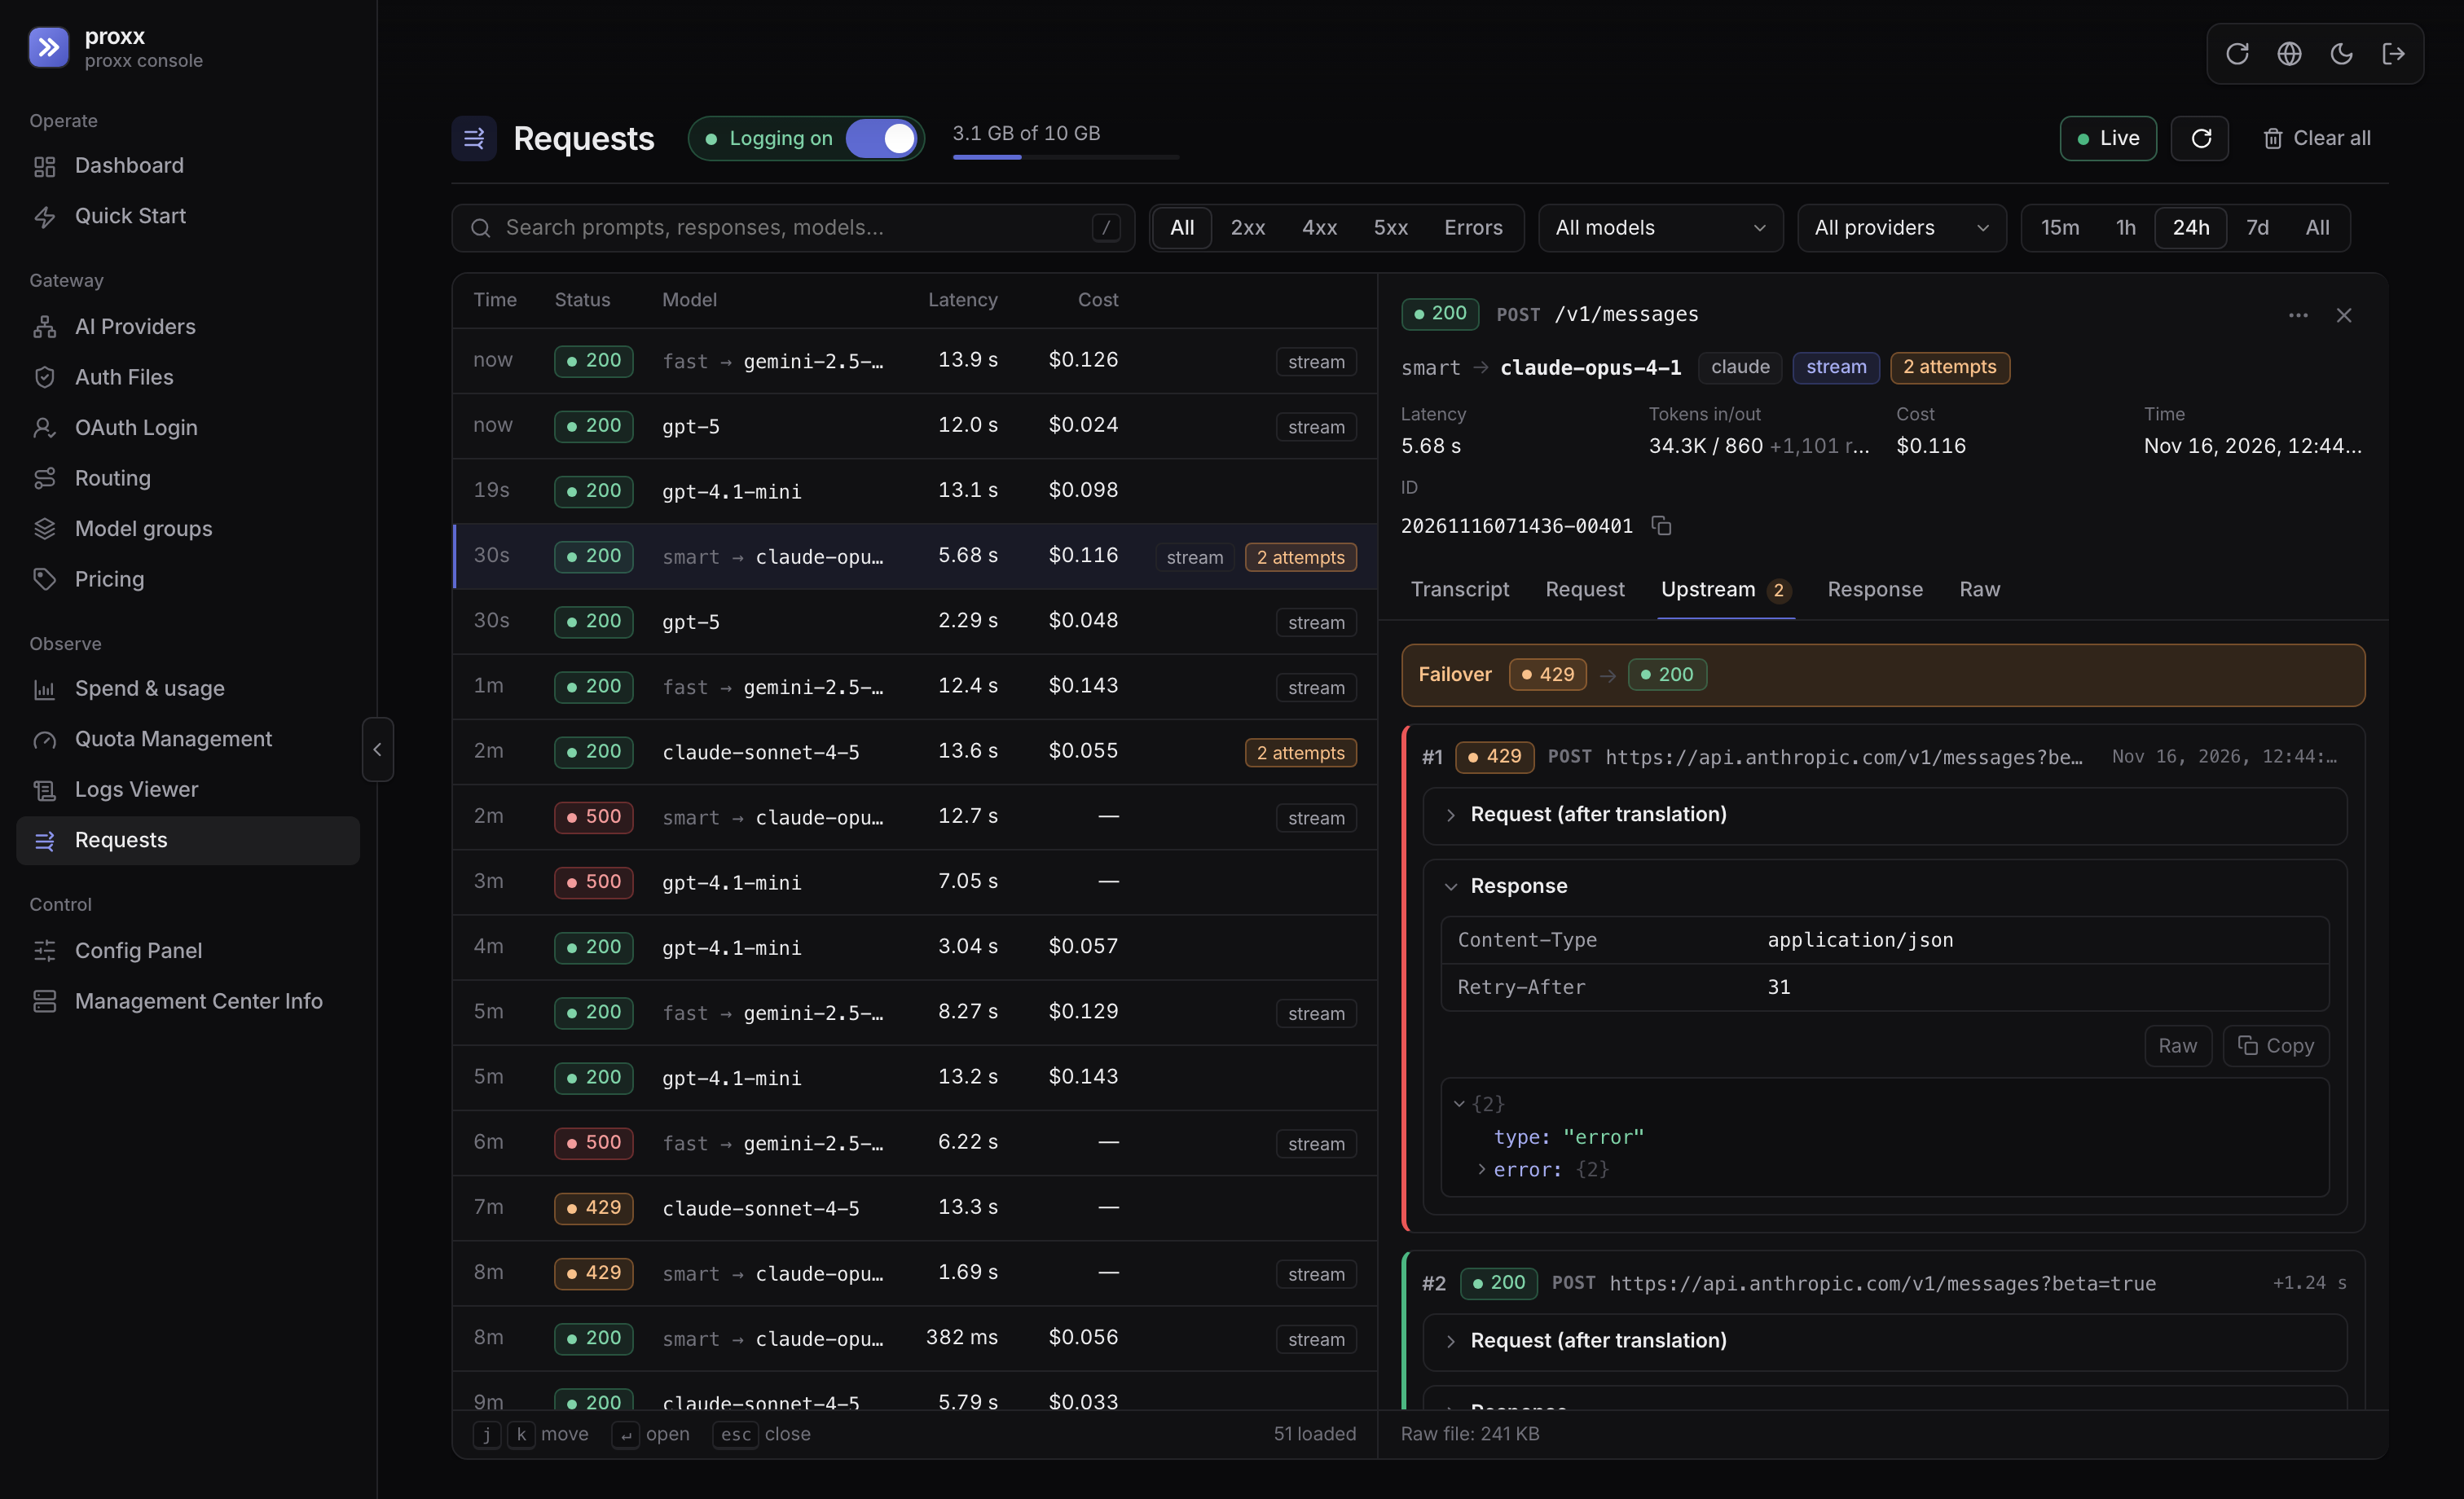 proxx
proxx console
Operate
Dashboard
Quick Start
Gateway
AI Providers
Auth Files
OAuth Login
Routing
Model groups
Pricing
Observe
Spend & usage
Quota Management
Logs Viewer
Requests
Control
Config Panel
Management Center Info
Requests
Logging on
3.1 GB of 10 GB
Live
Clear all
Search prompts, responses, models... /
All 2xx 4xx 5xx Errors
All models
All providers
15m 1h 24h 7d All
Time Status Model Latency Cost
now 200 fast → gemini-2.5-… 13.9 s $0.126 stream
now 200 gpt-5 12.0 s $0.024 stream
19s 200 gpt-4.1-mini 13.1 s $0.098
30s 200 smart → claude-opu… 5.68 s $0.116 stream 2 attempts
30s 200 gpt-5 2.29 s $0.048 stream
1m 200 fast → gemini-2.5-… 12.4 s $0.143 stream
2m 200 claude-sonnet-4-5 13.6 s $0.055 2 attempts
2m 500 smart → claude-opu… 12.7 s — stream
3m 500 gpt-4.1-mini 7.05 s —
4m 200 gpt-4.1-mini 3.04 s $0.057
5m 200 fast → gemini-2.5-… 8.27 s $0.129 stream
5m 200 gpt-4.1-mini 13.2 s $0.143
6m 500 fast → gemini-2.5-… 6.22 s — stream
7m 429 claude-sonnet-4-5 13.3 s —
8m 429 smart → claude-opu… 1.69 s — stream
8m 200 smart → claude-opu… 382 ms $0.056 stream
9m 200 claude-sonnet-4-5 5.79 s $0.033
j k move ↵ open esc close
51 loaded
200 POST /v1/messages
smart → claude-opus-4-1 claude stream 2 attempts
Latency Tokens in/out Cost Time
5.68 s 34.3K / 860 +1,101 r… $0.116 Nov 16, 2026, 12:44…
ID
20261116071436-00401
Transcript Request Upstream 2 Response Raw
Failover 429 → 200
#1 429 POST https://api.anthropic.com/v1/messages?be… Nov 16, 2026, 12:44:…
Request (after translation)
Response
Content-Type application/json
Retry-After 31
Raw Copy
{2}
type: "error"
error: {2}
#2 200 POST https://api.anthropic.com/v1/messages?beta=true +1.24 s
Request (after translation)
Response
Raw file: 241 KB